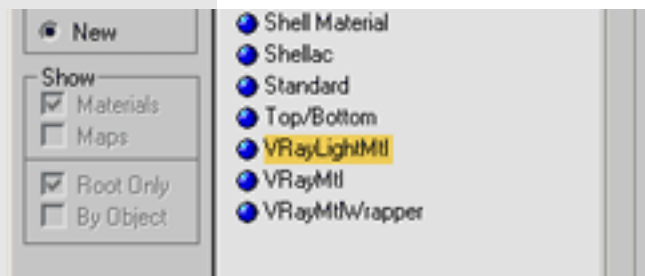 New
Show
Materials
Maps
Root Only
By Object
Shell Material
Shellac
Standard
Top/Bottom
VRayLightMtl
VRayMtl
VRayMtlWrapper